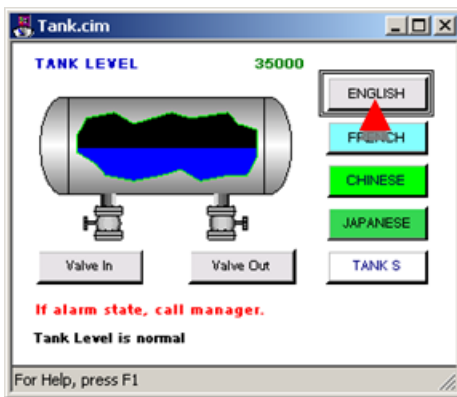 Tank.cim
TANK LEVEL 35000
ENGLISH
FRENCH
CHINESE
JAPANESE
Valve In Valve Out TANK S
If alarm state, call manager.
Tank Level is normal
For Help, press F1